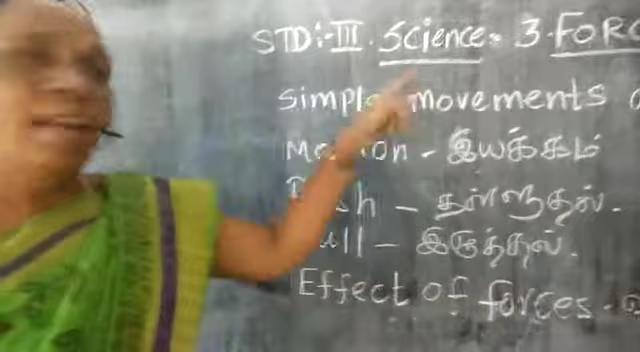 STD:-III. Science. 3. FORC
Simple movements
Motion - இயக்கம்
Push - தள்ளுதல்.
Pull - இழுத்தல்.
Effect of forces -